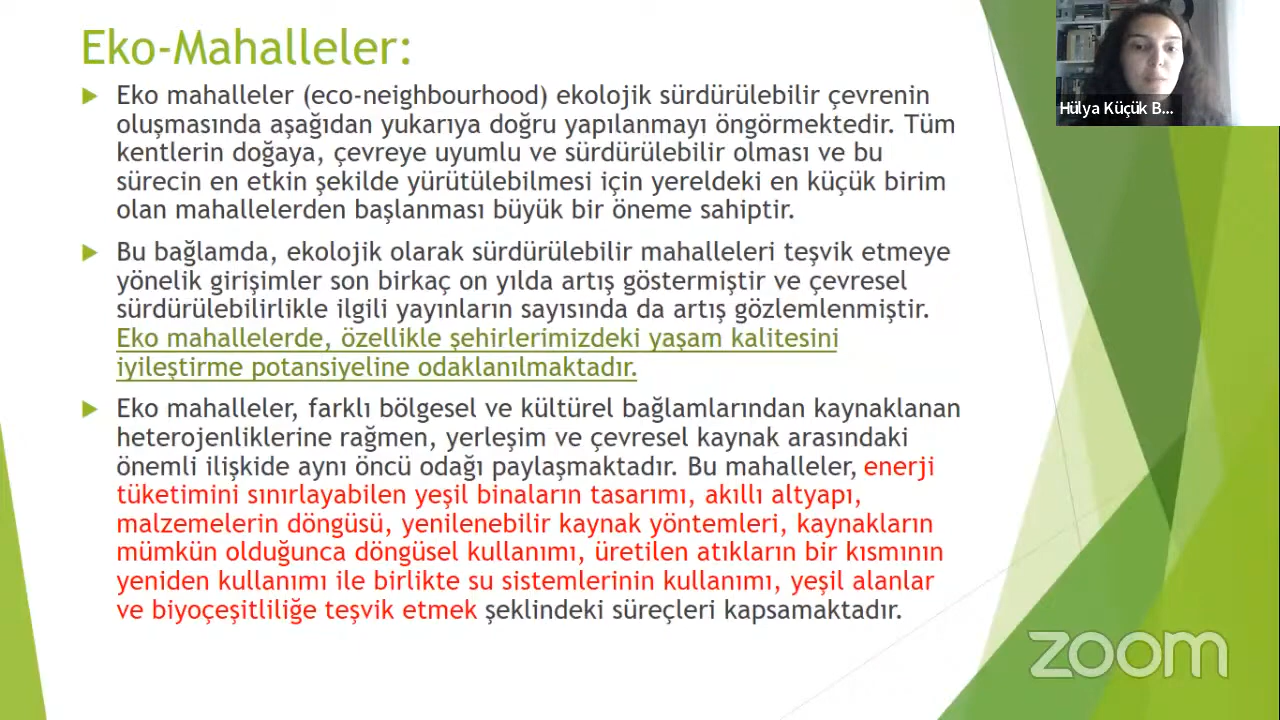 Eko-Mahalleler:
Eko mahalleler (eco-neighbourhood) ekolojik sürdürülebilir çevrenin
oluşmasında aşağıdan yukarıya doğru yapılanmayı öngörmektedir. Tüm
kentlerin doğaya, çevreye uyumlu ve sürdürülebilir olması ve bu
sürecin en etkin şekilde yürütülebilmesi için yereldeki en küçük birim
olan mahallelerden başlanması büyük bir öneme sahiptir.
Bu bağlamda, ekolojik olarak sürdürülebilir mahalleleri teşvik etmeye
yönelik girişimler son birkaç on yılda artış göstermiştir ve çevresel
sürdürülebilirlikle ilgili yayınların sayısında da artış gözlemlenmiştir.
Eko mahallelerde, özellikle şehirlerimizdeki yaşam kalitesini
iyileştirme potansiyeline odaklanılmaktadır.
Eko mahalleler, farklı bölgesel ve kültürel bağlamlarından kaynaklanan
heterojenliklerine rağmen, yerleşim ve çevresel kaynak arasındaki
önemli ilişkide aynı öncü odağı paylaşmaktadır. Bu mahalleler, enerji
tüketimini sınırlayabilen yeşil binaların tasarımı, akıllı altyapı,
malzemelerin döngüsü, yenilenebilir kaynak yöntemleri, kaynakların
mümkün olduğunca döngüsel kullanımı, üretilen atıkların bir kısmının
yeniden kullanımı ile birlikte su sistemlerinin kullanımı, yeşil alanlar
ve biyoçeşitliliğe teşvik etmek şeklindeki süreçleri kapsamaktadır.
Hülya Küçük B...
zoom